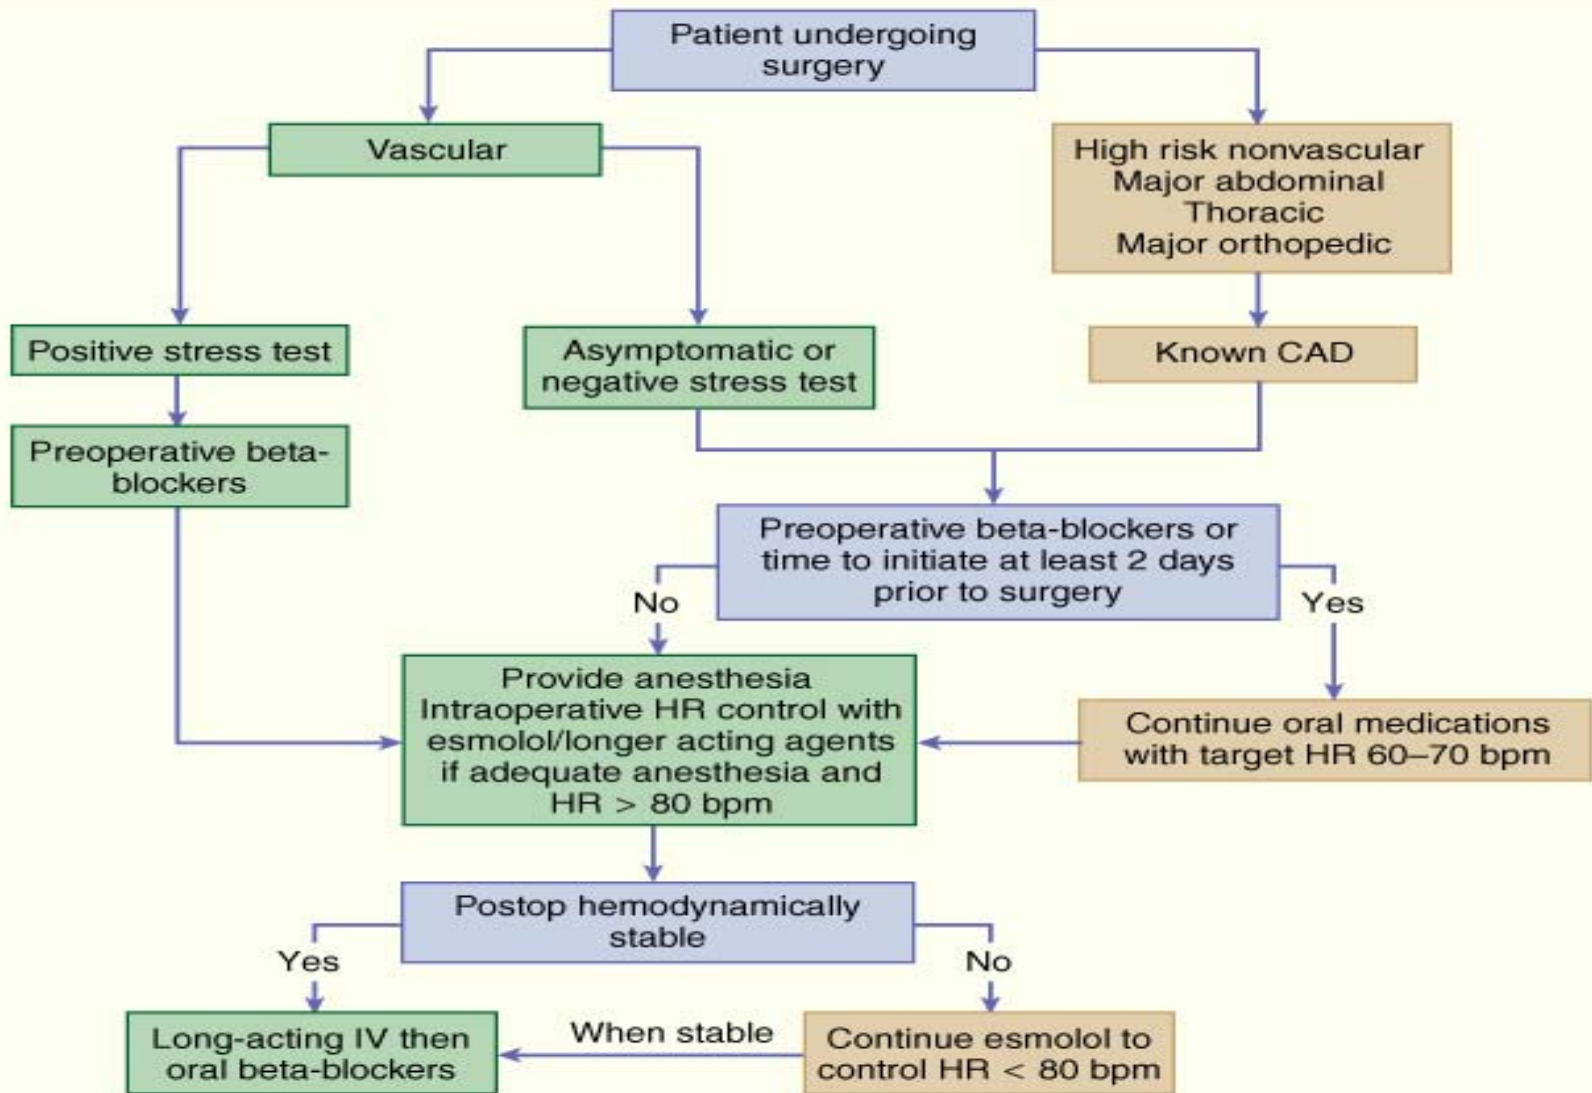 Patient undergoing
surgery
Vascular
High risk nonvascular
Major abdominal
Thoracic
Major orthopedic
Positive stress test
Asymptomatic or
negative stress test
Known CAD
Preoperative beta-
blockers
Preoperative beta-blockers or
time to initiate at least 2 days
prior to surgery
No
Yes
Provide anesthesia
Intraoperative HR control with
esmolol/longer acting agents
if adequate anesthesia and
HR > 80 bpm
Continue oral medications
with target HR 60–70 bpm
Postop hemodynamically
stable
Yes
No
Long-acting IV then
oral beta-blockers
When stable
Continue esmolol to
control HR < 80 bpm